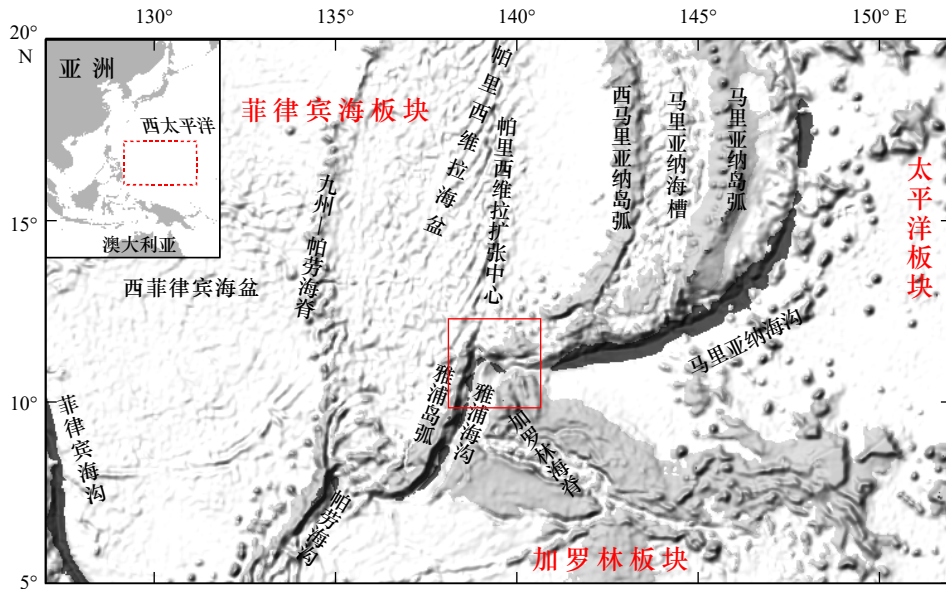 130°
135°
140°
145°
150° E
20°
N
15°
10°
5°
亚 洲
西太平洋
澳大利亚
菲律宾海板块
帕里西维拉海盆
帕里西维拉扩张中心
西马里亚纳岛弧
马里亚纳海槽
马里亚纳岛弧
太平洋板块
九州—帕劳海脊
西菲律宾海盆
马里亚纳海沟
雅浦岛弧
雅浦海沟
加罗林海脊
菲律宾海沟
帕劳海沟
加罗林板块